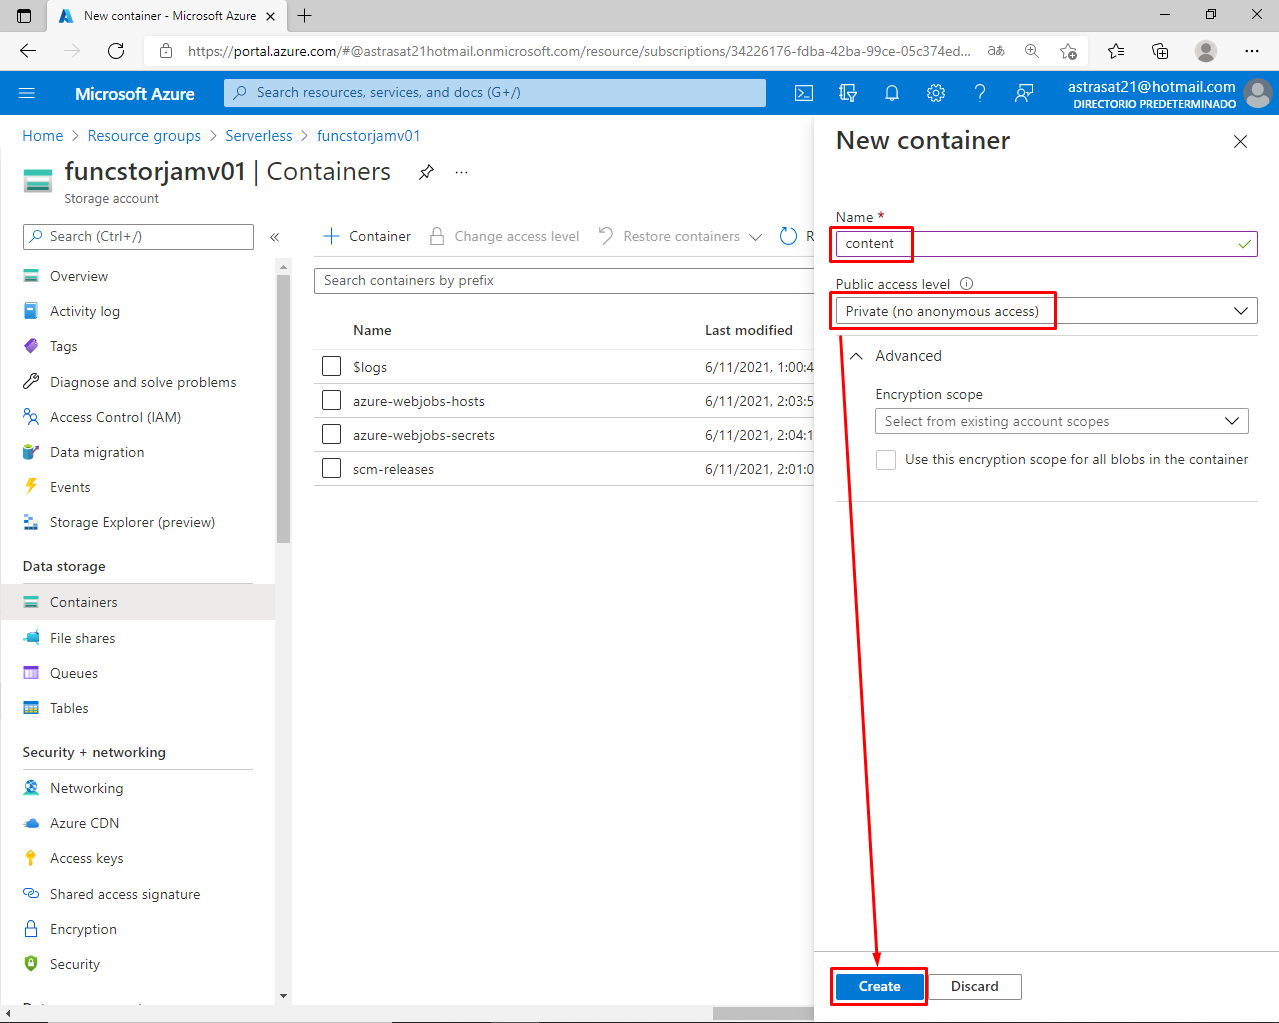 New container - Microsoft Azure
https://portal.azure.com/#@astrasat21hotmail.onmicrosoft.com/resource/subscriptions/34226176-fdba-42ba-99ce-05c374ed...
Microsoft Azure
Search resources, services, and docs (G+/)
astrasat21@hotmail.com
DIRECTORIO PREDETERMINADO
Home > Resource groups > Serverless > funcstorjamv01
funcstorjamv01 | Containers
...
Storage account
Search (Ctrl+/)
«
Overview
Activity log
Tags
Diagnose and solve problems
Access Control (IAM)
Data migration
Events
Storage Explorer (preview)
Data storage
Containers
File shares
Queues
Tables
Security + networking
Networking
Azure CDN
Access keys
Shared access signature
Encryption
Security
+ Container
Change access level
Restore containers
R
Search containers by prefix
Name Last modified
$logs 6/11/2021, 1:00:4
azure-webjobs-hosts 6/11/2021, 2:03:5
azure-webjobs-secrets 6/11/2021, 2:04:1
scm-releases 6/11/2021, 2:01:0
New container
Name *
content
Public access level
Private (no anonymous access)
Advanced
Encryption scope
Select from existing account scopes
Use this encryption scope for all blobs in the container
Create
Discard